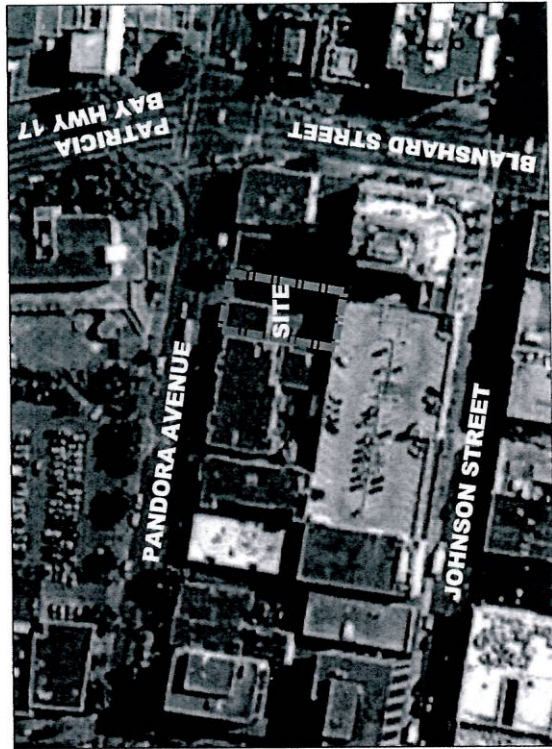 PATRICIA
BAY HWY 17
BLANSHARD STREET
PANDORA AVENUE
SITE
JOHNSON STREET